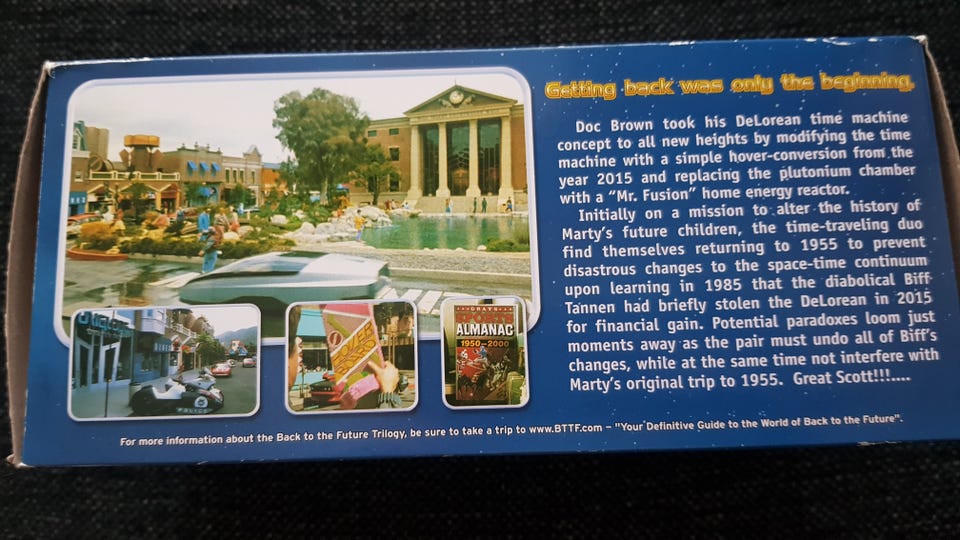 Getting back was only the beginning.
Doc Brown took his DeLorean time machine
concept to all new heights by modifying the time
machine with a simple hover-conversion from the
year 2015 and replacing the plutonium chamber
with a "Mr. Fusion" home energy reactor.
Initially on a mission to alter the history of
Marty's future children, the time-traveling duo
find themselves returning to 1955 to prevent
disastrous changes to the space-time continuum
upon learning in 1985 that the diabolical Biff
Tannen had briefly stolen the DeLorean in 2015
for financial gain. Potential paradoxes loom just
moments away as the pair must undo all of Biff's
changes, while at the same time not interfere with
Marty's original trip to 1955. Great Scott!!!....
POLICE
HOVER
GRAYS
ALMANAC
1950-2000
For more information about the Back to the Future Trilogy, be sure to take a trip to www.BTTF.com – "Your Definitive Guide to the World of Back to the Future".